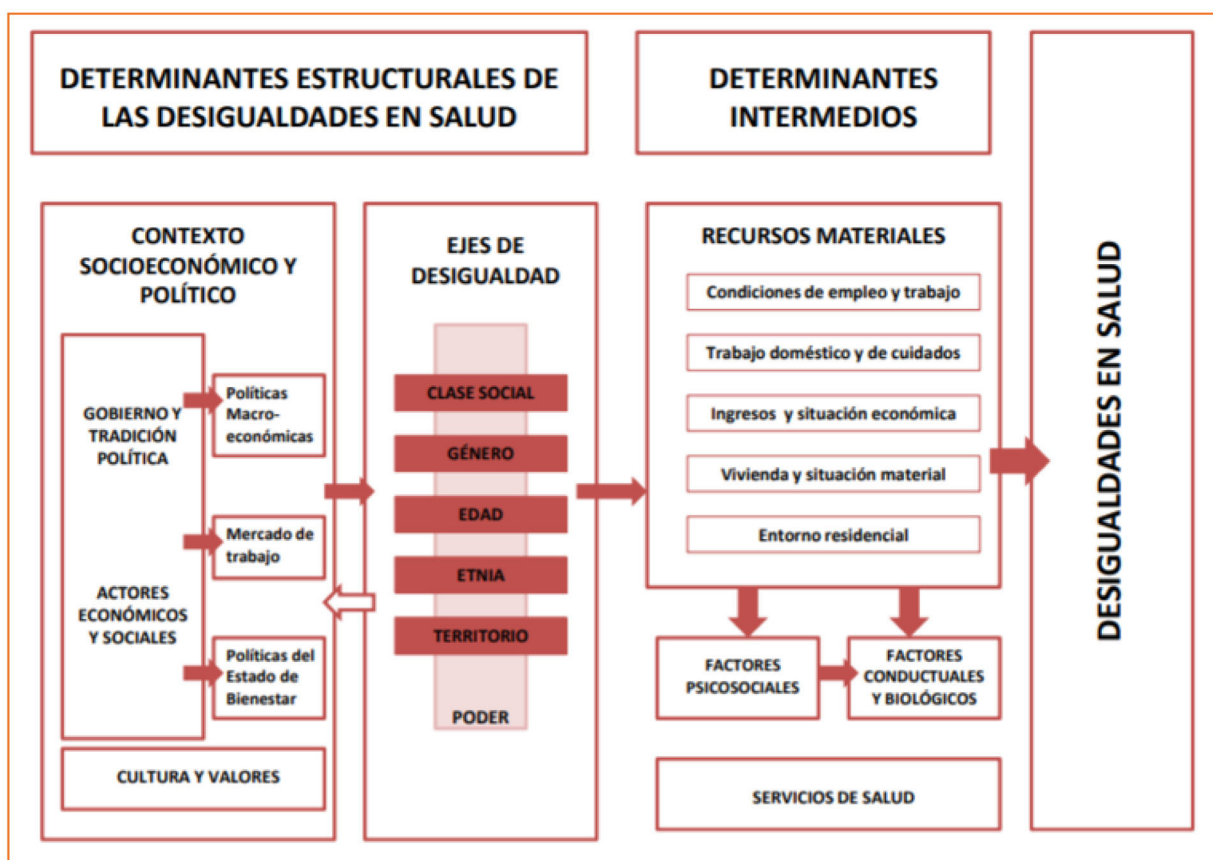 DETERMINANTES ESTRUCTURALES DE
LAS DESIGUALDADES EN SALUD
DETERMINANTES
INTERMEDIOS
CONTEXTO
SOCIOECONÓMICO Y
POLÍTICO
GOBIERNO Y
TRADICIÓN
POLÍTICA
ACTORES
ECONÓMICOS
Y SOCIALES
Políticas
Macro-
económicas
Mercado de
trabajo
Políticas del
Estado de
Bienestar
CULTURA Y VALORES
EJES DE
DESIGUALDAD
CLASE SOCIAL
GÉNERO
EDAD
ETNIA
TERRITORIO
PODER
RECURSOS MATERIALES
Condiciones de empleo y trabajo
Trabajo doméstico y de cuidados
Ingresos y situación económica
Vivienda y situación material
Entorno residencial
FACTORES
PSICOSOCIALES
FACTORES
CONDUCTUALES
Y BIOLÓGICOS
SERVICIOS DE SALUD
DESIGUALDADES EN SALUD